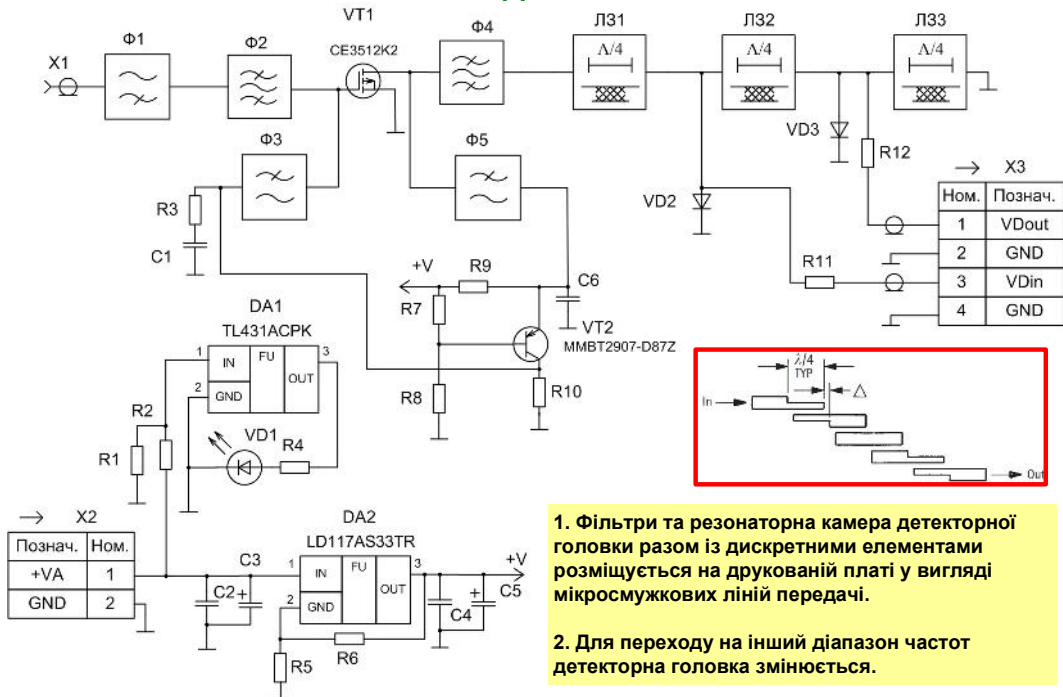 VT1
CE3512K2
X1
Ф1
Ф2
Ф4
ЛЗ1
Λ/4
ЛЗ2
Λ/4
ЛЗ3
Λ/4
Ф3
Ф5
VD3
R12
VD2
R11
X3
Ном. Познач.
1 VDout
2 GND
3 VDin
4 GND
R3
C1
+V
R9
C6
R7
VT2
MMBT2907-D87Z
R8
R10
DA1
TL431ACPK
1 IN FU OUT 3
2 GND
R2
R1
VD1
R4
λ/4
TYP
Δ
In
Out
X2
Познач. Ном.
+VA 1
GND 2
C3
C2
DA2
LD117AS33TR
1 IN FU OUT 3
2 GND
+V
C5
C4
R6
R5
1. Фільтри та резонаторна камера детекторної
головки разом із дискретними елементами
розміщується на друкованій платі у вигляді
мікросмужкових ліній передачі.
2. Для переходу на інший діапазон частот
детекторна головка змінюється.